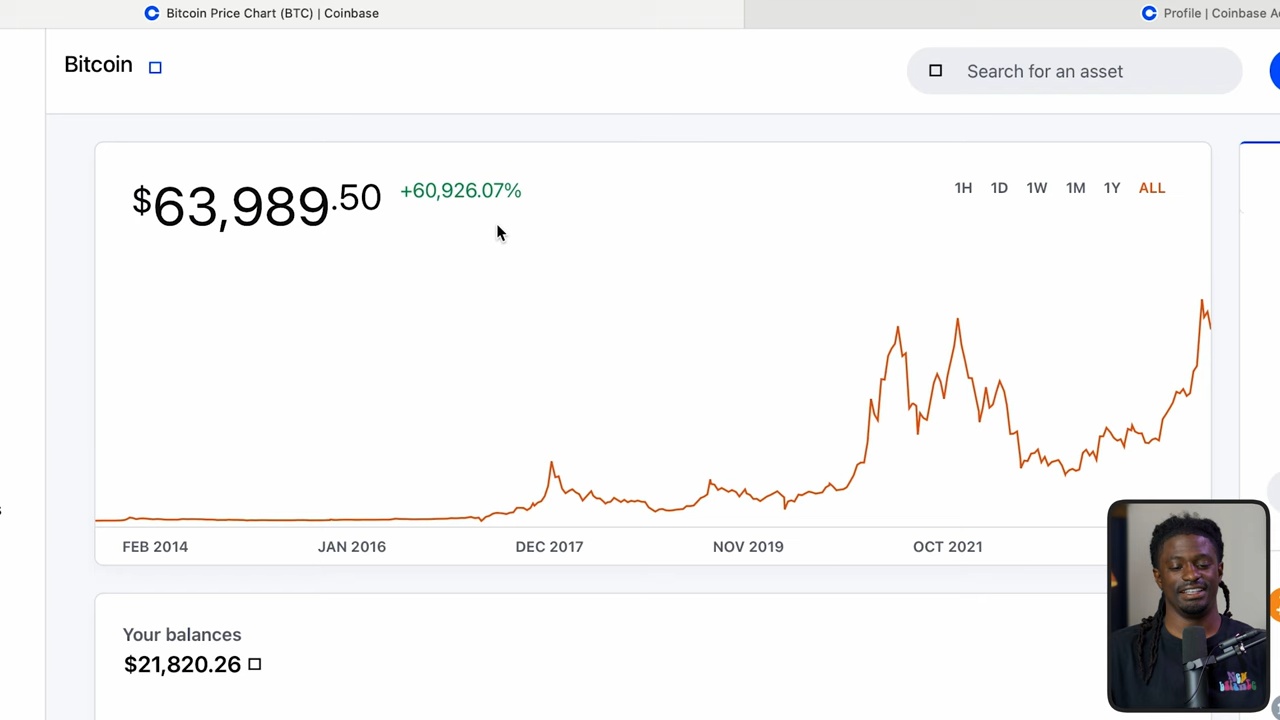 Bitcoin Price Chart (BTC) | Coinbase
Profile | Coinbase A
Bitcoin
Search for an asset
$63,989.50 +60,926.07%
1H 1D 1W 1M 1Y ALL
FEB 2014 JAN 2016 DEC 2017 NOV 2019 OCT 2021
Your balances
$21,820.26